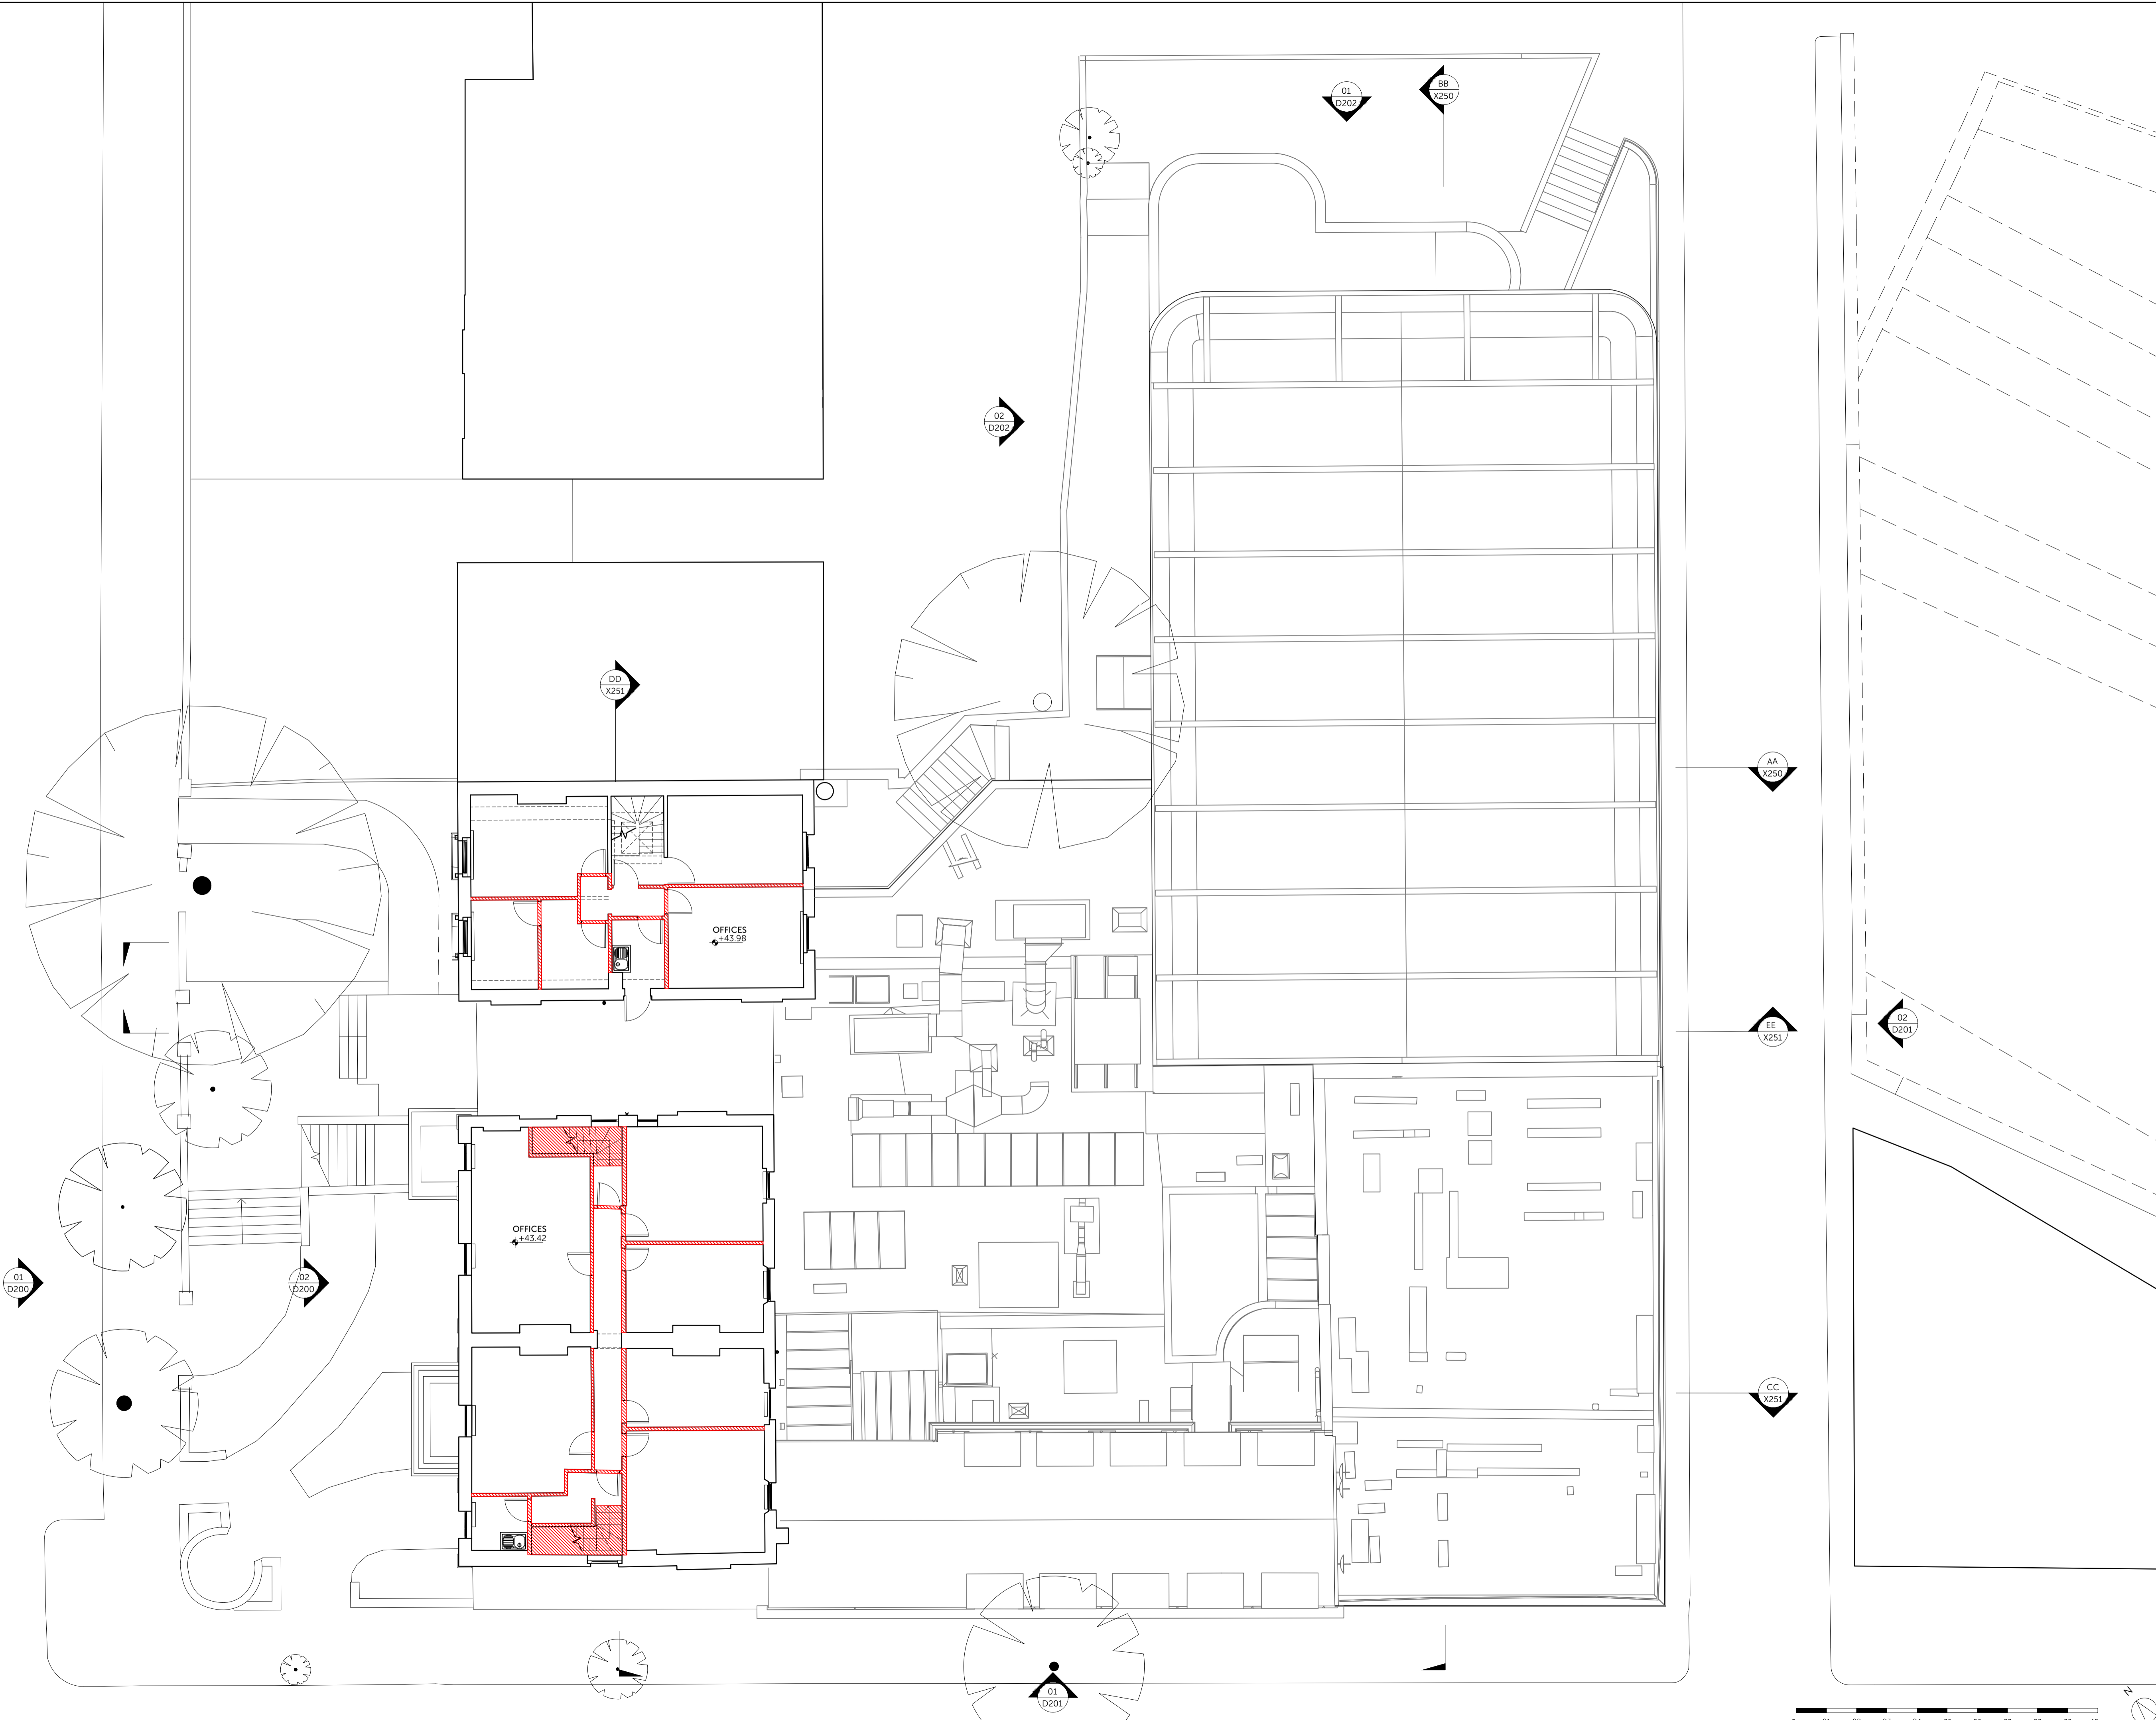 01
D202
BB
X250
02
D202
DD
X251
AA
X250
OFFICES
+43.98
EE
X251
02
D201
OFFICES
+43.42
01
D200
02
D200
CC
X251
01
D201
N